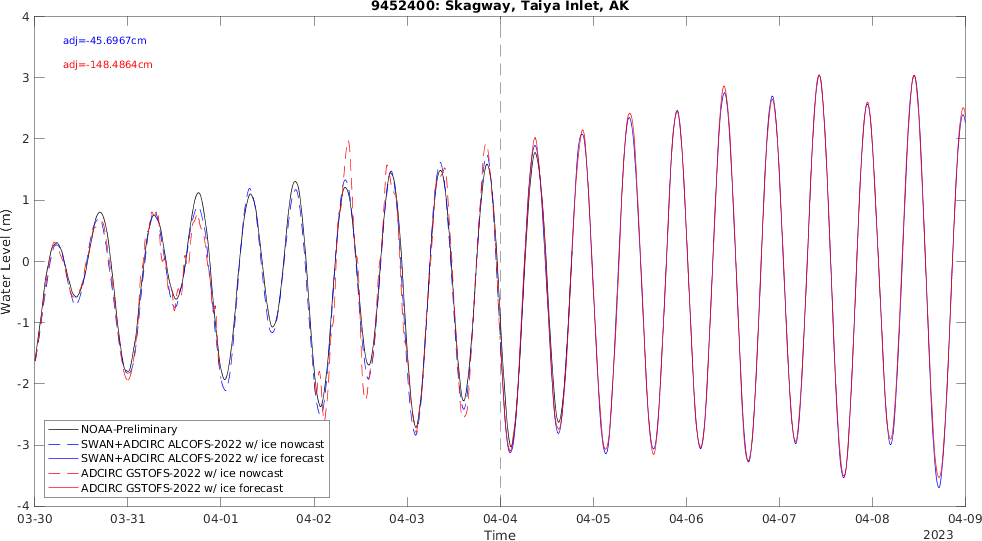 9452400: Skagway, Taiya Inlet, AK
adj=-45.6967cm
adj=-148.4864cm
Water Level (m)
4
3
2
1
0
-1
-2
-3
-4
NOAA-Preliminary
SWAN+ADCIRC ALCOFS-2022 w/ ice nowcast
SWAN+ADCIRC ALCOFS-2022 w/ ice forecast
ADCIRC GSTOFS-2022 w/ ice nowcast
ADCIRC GSTOFS-2022 w/ ice forecast
03-30 03-31 04-01 04-02 04-03 04-04 04-05 04-06 04-07 04-08 04-09
Time
2023